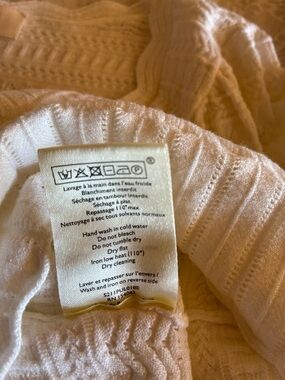 Lavage à la main dans l'eau froide
Blanchiment interdit
Séchage en tambour interdit
Séchage à plat
Repassage 110° max
Nettoyage à sec tous solvants normaux
Hand wash in cold water
Do not bleach
Do not tumble dry
Dry flat
Iron low heat (110°)
Dry cleaning
Laver et repasser sur l'envers /
Wash and iron on reverse side